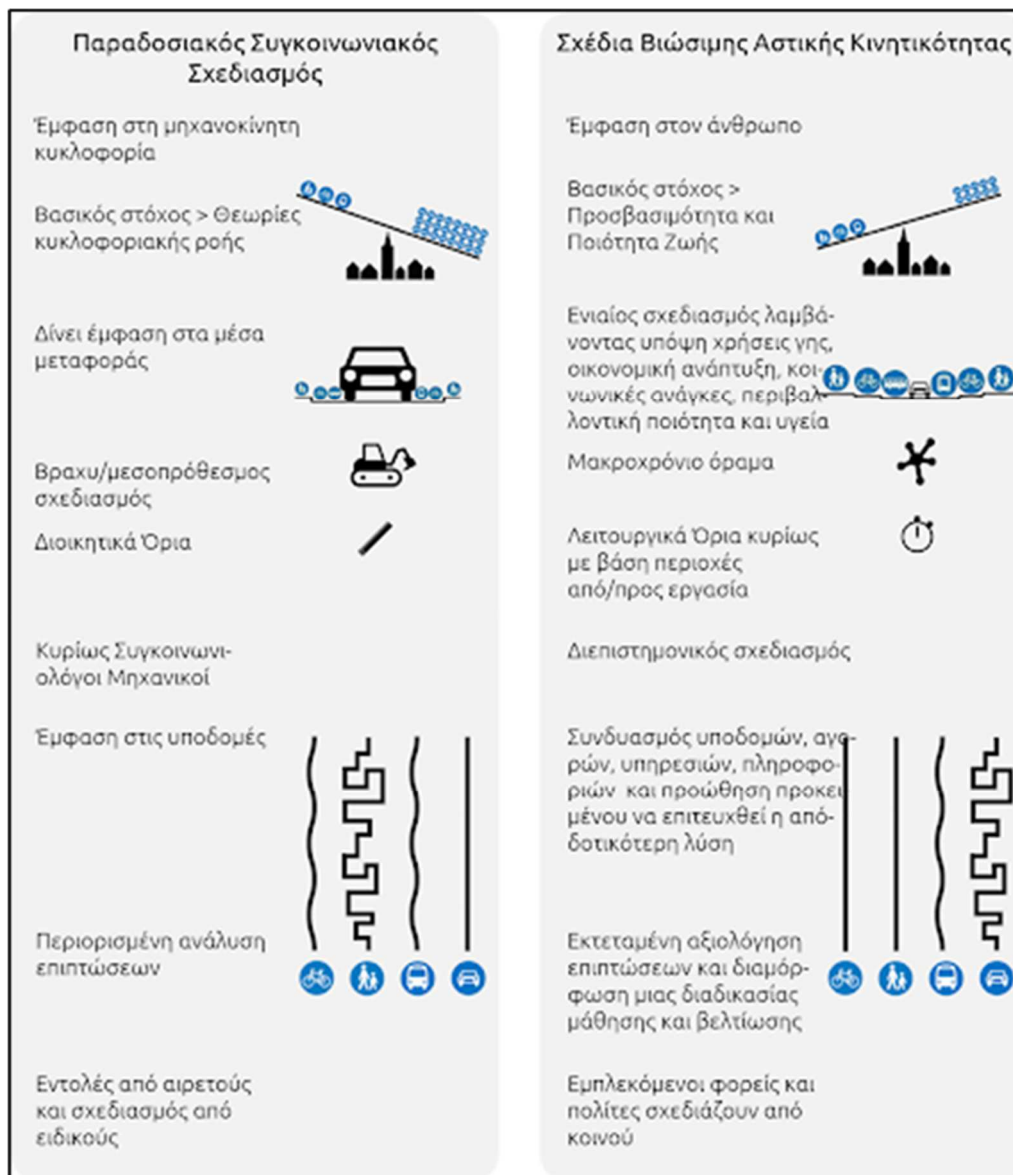 Παραδοσιακός Συγκοινωνιακός
Σχεδιασμός
Έμφαση στη μηχανοκίνητη
κυκλοφορία
Βασικός στόχος > Θεωρίες
κυκλοφοριακής ροής
Δίνει έμφαση στα μέσα
μεταφοράς
Βραχυ/μεσοπρόθεσμος
σχεδιασμός
Διοικητικά Όρια
Κυρίως Συγκοινωνι-
ολόγοι Μηχανικοί
Έμφαση στις υποδομές
Περιορισμένη ανάλυση
επιπτώσεων
Εντολές από αιρετούς
και σχεδιασμός από
ειδικούς
Σχέδια Βιώσιμης Αστικής Κινητικότητας
Έμφαση στον άνθρωπο
Βασικός στόχος >
Προσβασιμότητα και
Ποιότητα Ζωής
Ενιαίος σχεδιασμός λαμβά-
νοντας υπόψη χρήσεις γης,
οικονομική ανάπτυξη, κοι-
νωνικές ανάγκες, περιβαλ-
λοντική ποιότητα και υγεία
Μακροχρόνιο όραμα
Λειτουργικά Όρια κυρίως
με βάση περιοχές
από/προς εργασία
Διεπιστημονικός σχεδιασμός
Συνδυασμός υποδομών, αγο-
ρών, υπηρεσιών, πληροφο-
ριών και προώθηση προκει
μένου να επιτευχθεί η από-
δοτικότερη λύση
Εκτεταμένη αξιολόγηση
επιπτώσεων και διαμόρ-
φωση μιας διαδικασίας
μάθησης και βελτίωσης
Εμπλεκόμενοι φορείς και
πολίτες σχεδιάζουν από
κοινού